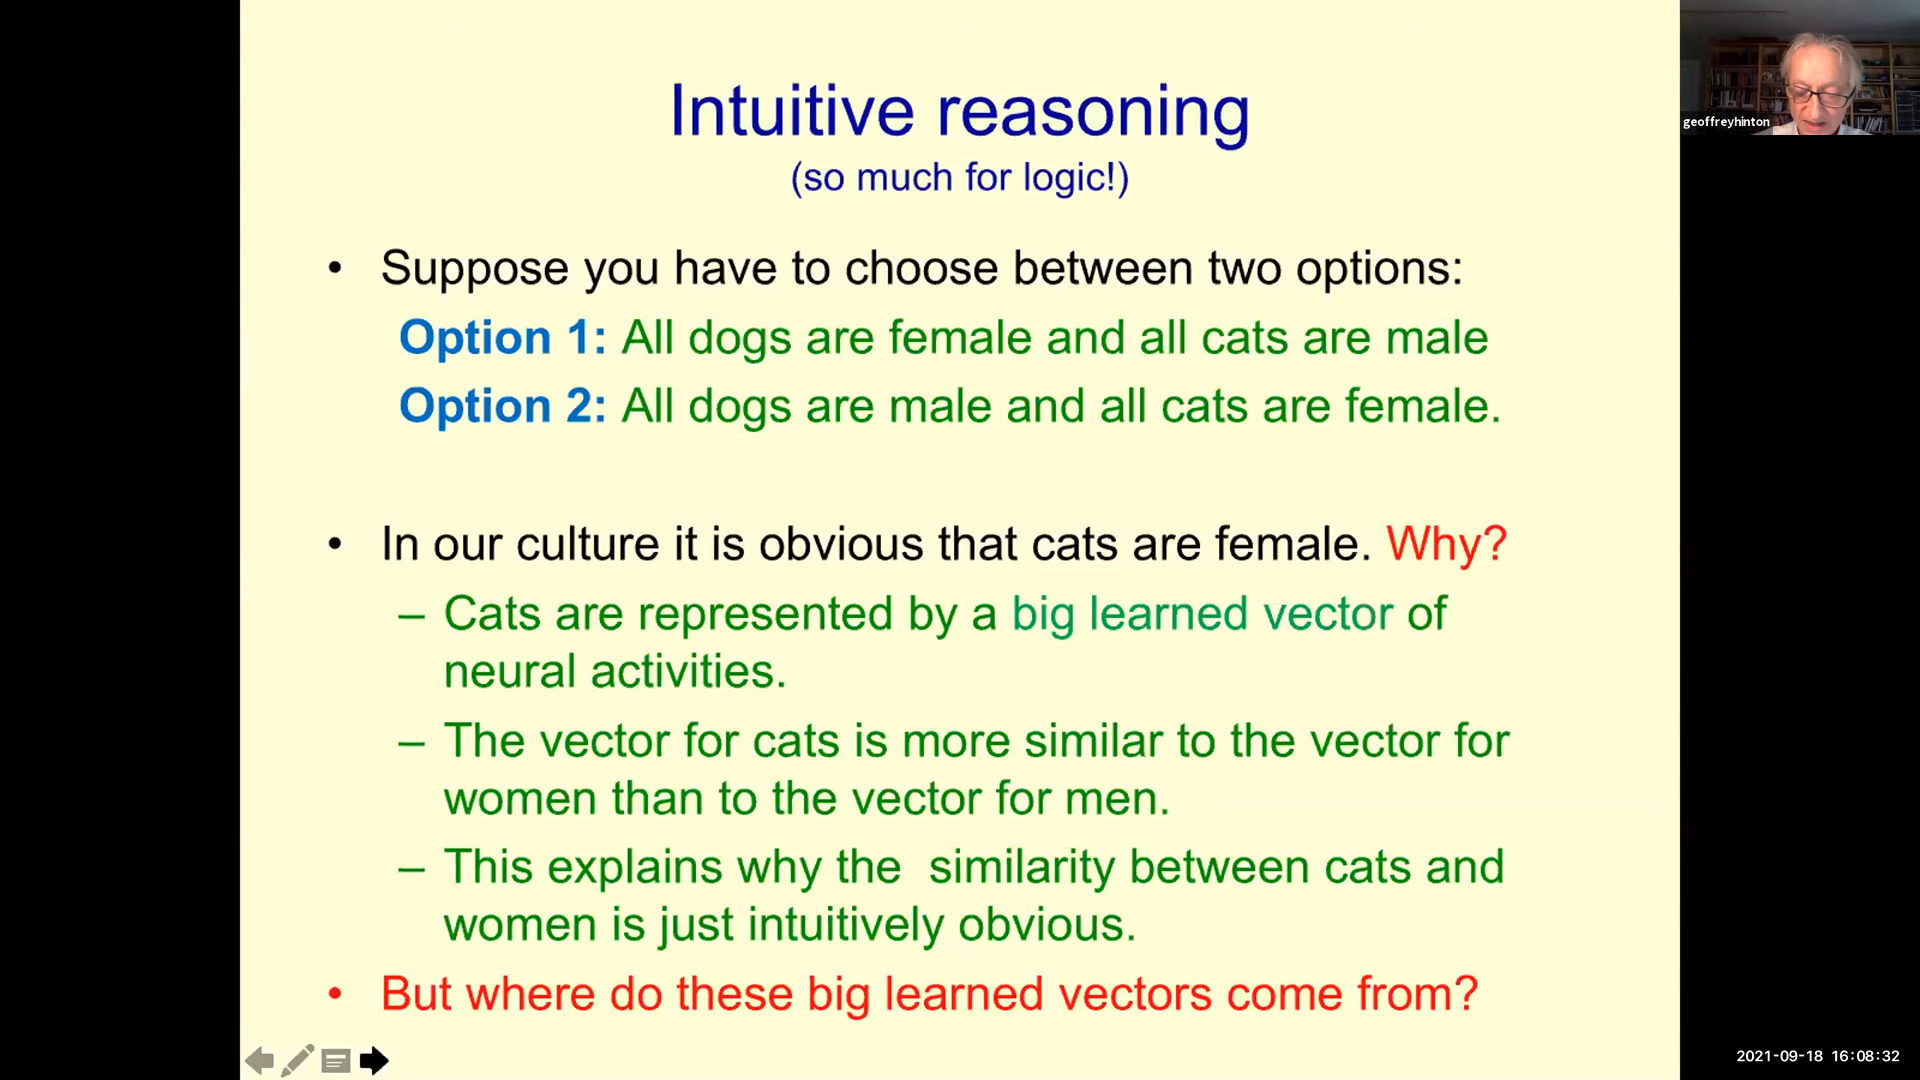 Intuitive reasoning
(so much for logic!)
geoffreyhinton
• Suppose you have to choose between two options:
Option 1: All dogs are female and all cats are male
Option 2: All dogs are male and all cats are female.
• In our culture it is obvious that cats are female. Why?
– Cats are represented by a big learned vector of
neural activities.
– The vector for cats is more similar to the vector for
women than to the vector for men.
– This explains why the  similarity between cats and
women is just intuitively obvious.
• But where do these big learned vectors come from?
2021-09-18 16:08:32